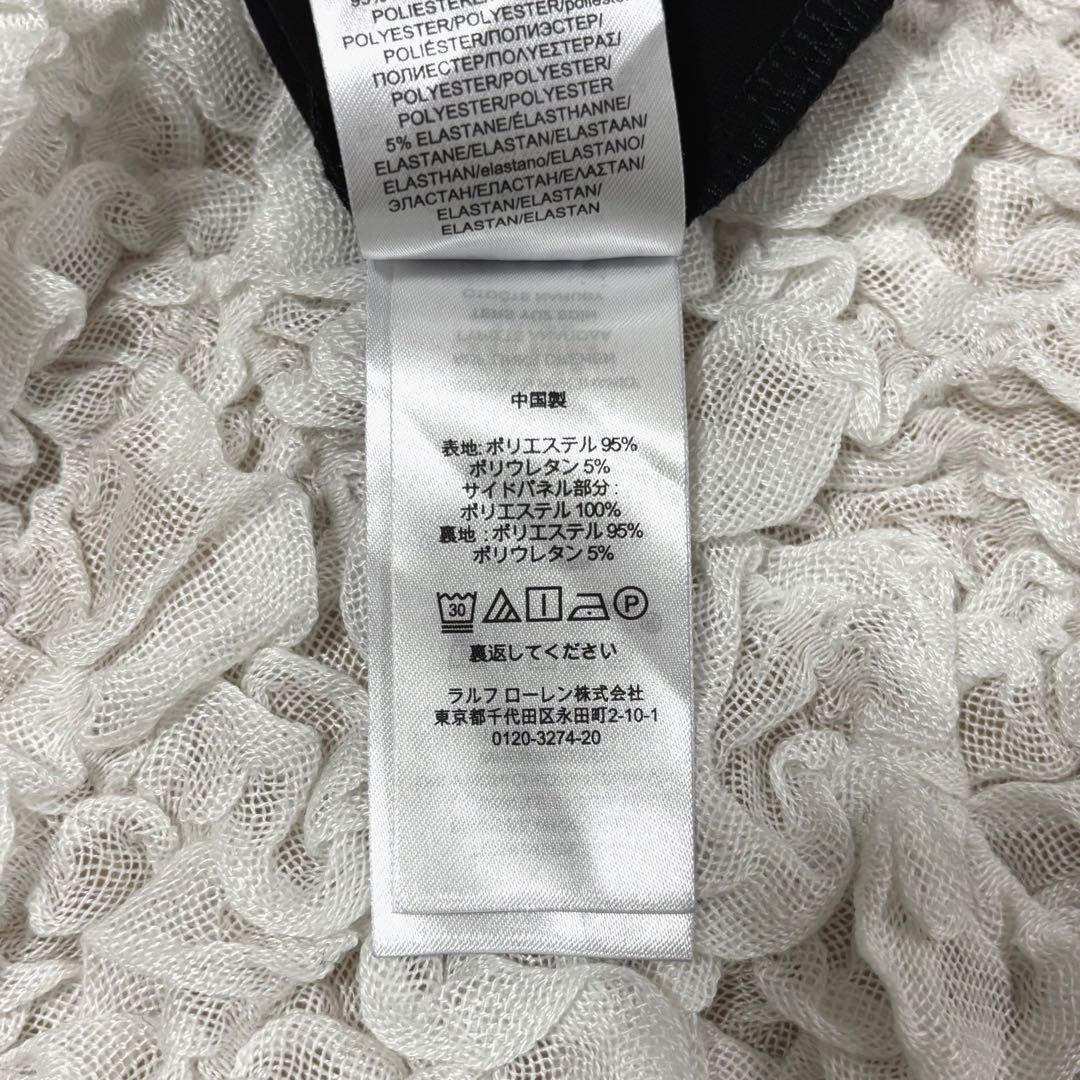 POLYESTER/POLYESTER/poliéster
POLIÉSTER/ПОЛИЭСТЕР/
ПОЛИЕСТЕР/ΠΟΛΥΕΣΤΕΡΑΣ/
POLYESTER/POLYESTER/
POLYESTER/POLYESTER
5% ELASTANE/ÉLASTHANNE/
ELASTANE/ELASTAN/ELASTAAN/
ELASTHAN/elastano/ELASTANO/
ЭЛАСТАН/ЕЛАСТАН/ΕΛΑΣΤΑΝ/
ELASTAN/ELASTAN/
ELASTAN/ELASTAN
中国製
表地: ポリエステル 95%
ポリウレタン 5%
サイドパネル部分 :
ポリエステル 100%
裏地 : ポリエステル 95%
ポリウレタン 5%
30 P
裏返してください
ラルフ ローレン株式会社
東京都千代田区永田町2-10-1
0120-3274-20